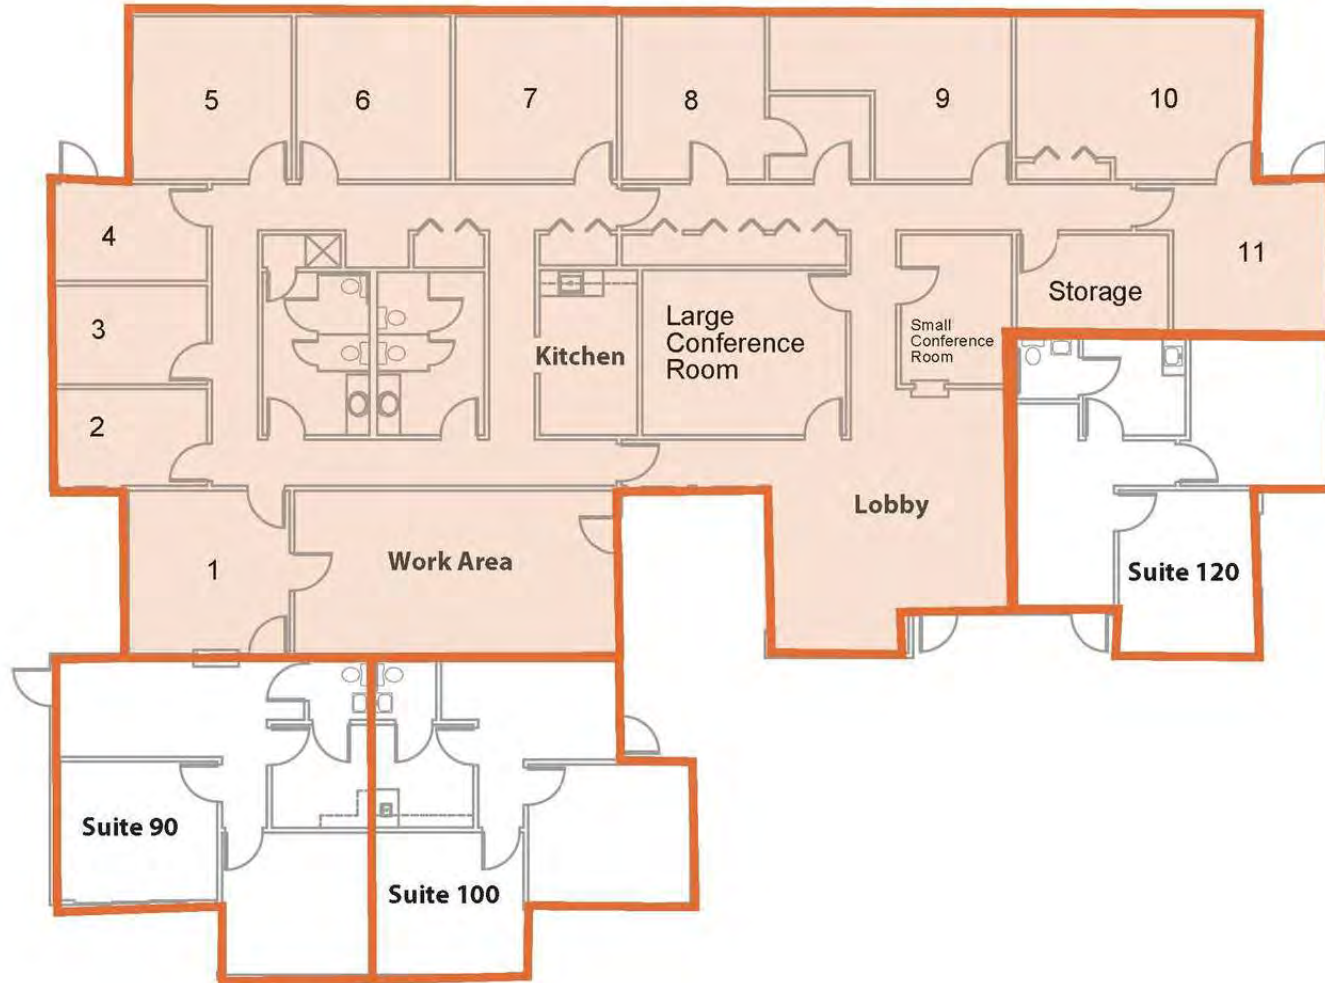 5
6
7
8
9
10
4
11
3
Storage
Large
Conference
Room
Small
Conference
Room
Kitchen
2
Lobby
1
Work Area
Suite 120
Suite 90
Suite 100